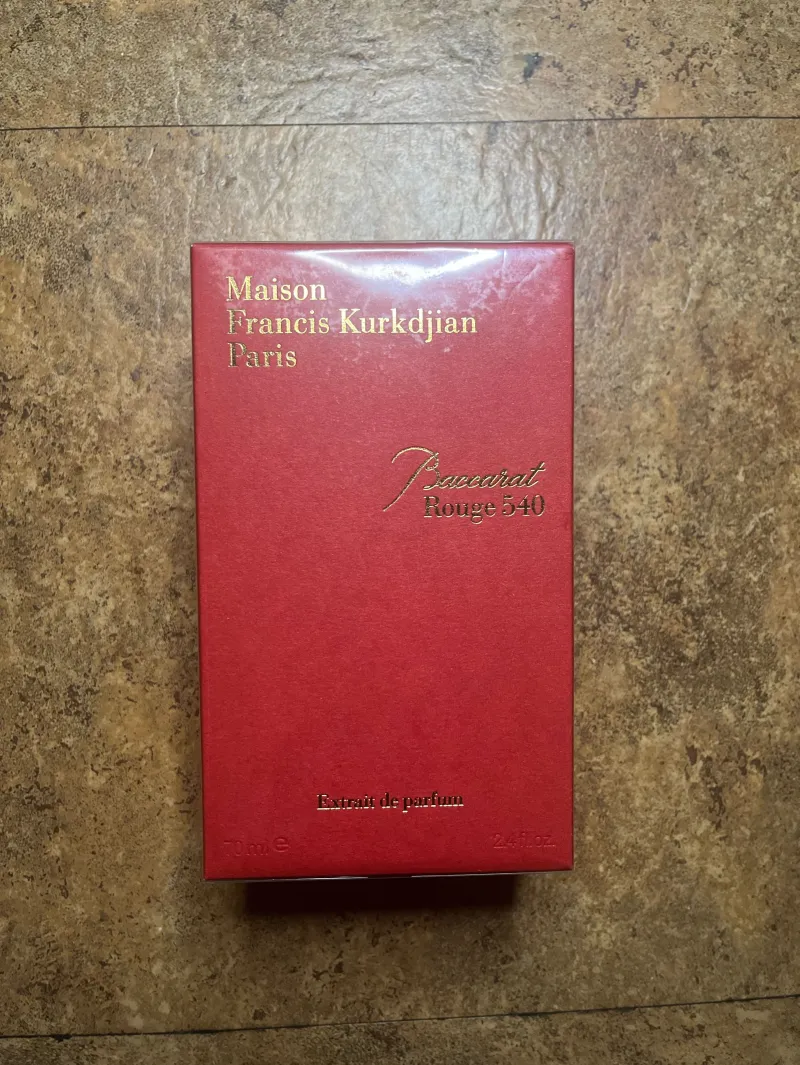 Maison
Francis Kurkdjian
Paris
Baccarat
Rouge 540
Extrait de parfum
70 ml ℮ 2.4 fl.oz.